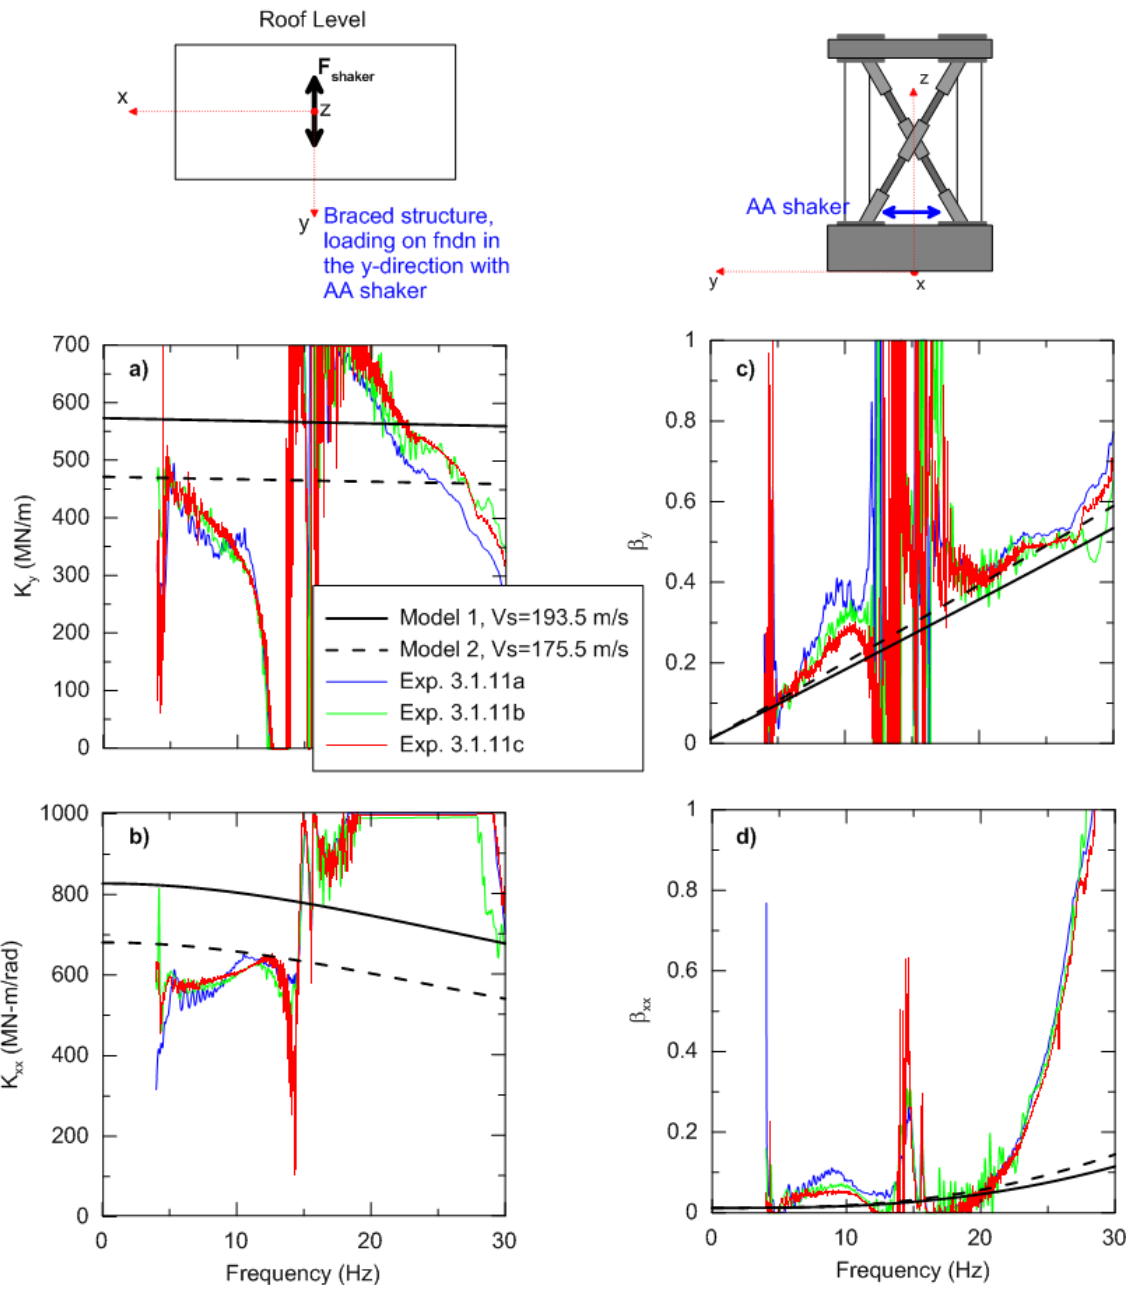 Roof Level
F shaker
x
z
y
Braced structure,
loading on fndn in
the y-direction with
AA shaker
z
AA shaker
y
x
a)
700
600
500
400
300
200
100
0
K_y (MN/m)
Model 1, Vs=193.5 m/s
Model 2, Vs=175.5 m/s
Exp. 3.1.11a
Exp. 3.1.11b
Exp. 3.1.11c
c)
1
0.8
0.6
0.4
0.2
0
β_y
b)
1000
800
600
400
200
0
K_xx (MN-m/rad)
0
10
20
30
Frequency (Hz)
d)
1
0.8
0.6
0.4
0.2
0
β_xx
0
10
20
30
Frequency (Hz)